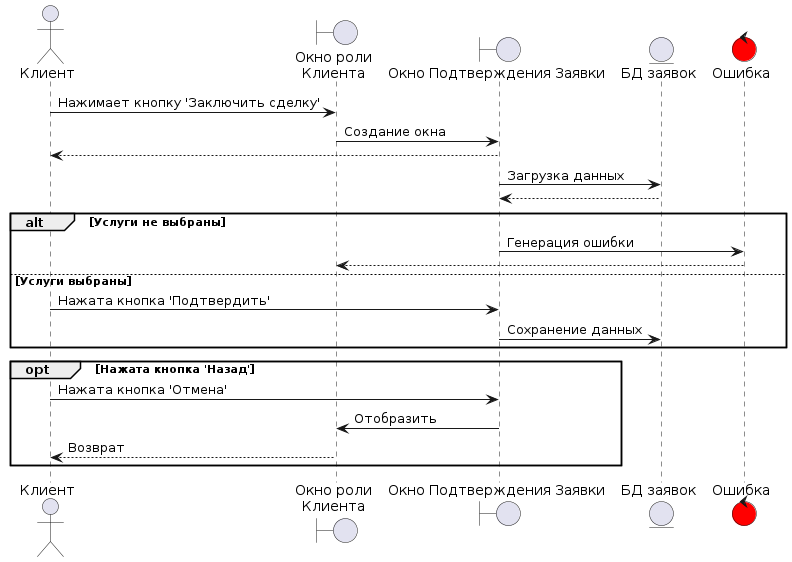 Клиент
Окно роли
Клиента
Окно Подтверждения Заявки
БД заявок
Ошибка
Нажимает кнопку 'Заключить сделку'
Создание окна
Загрузка данных
alt [Услуги не выбраны]
Генерация ошибки
[Услуги выбраны]
Нажата кнопка 'Подтвердить'
Сохранение данных
opt [Нажата кнопка 'Назад']
Нажата кнопка 'Отмена'
Отобразить
Возврат
Клиент
Окно роли
Клиента
Окно Подтверждения Заявки
БД заявок
Ошибка